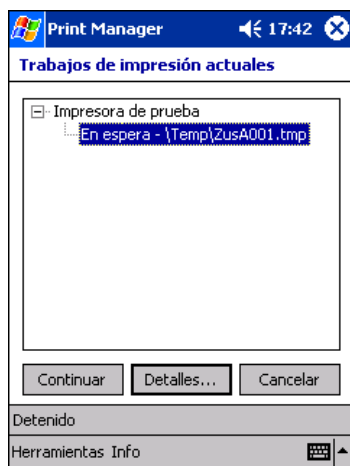 Print Manager 17:42
Trabajos de impresión actuales
Impresora de prueba
En espera - \Temp\ZusA001.tmp
Continuar Detalles... Cancelar
Detenido
Herramientas Info